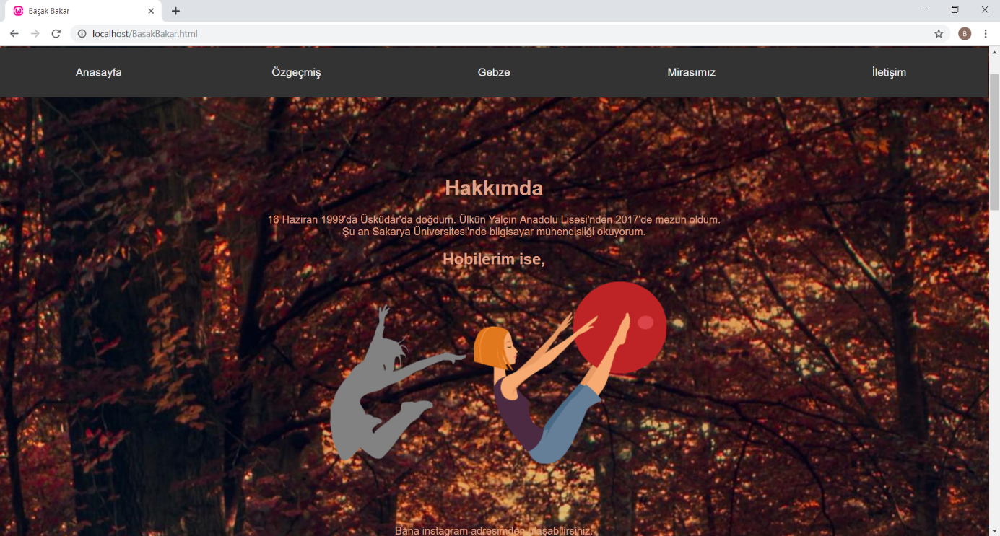 Başak Bakar
localhost/BasakBakar.html
B
Anasayfa Özgeçmiş Gebze Mirasımız İletişim
Hakkımda
16 Haziran 1999'da Üsküdar'da doğdum. Ülkün Yalçın Anadolu Lisesi'nden 2017'de mezun oldum.
Şu an Sakarya Üniversitesi'nde bilgisayar mühendisliği okuyorum.
Hobilerim ise,
Bana instagram adresimden ulaşabilirsiniz.